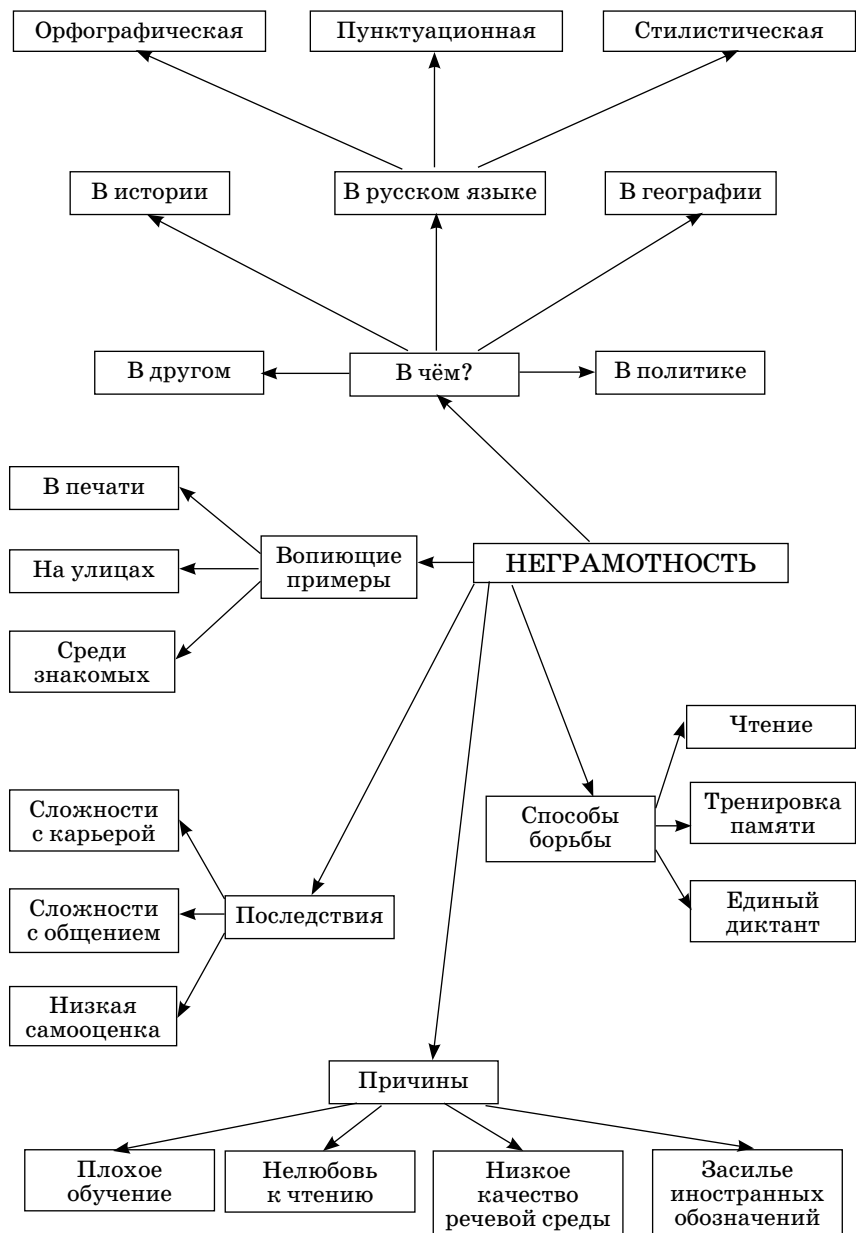 Орфографическая
Пунктуационная
Стилистическая
В истории
В русском языке
В географии
В другом
В чём?
В политике
В печати
Вопиющие
примеры
НЕГРАМОТНОСТЬ
На улицах
Среди
знакомых
Чтение
Сложности
с карьерой
Способы
борьбы
Тренировка
памяти
Сложности
с общением
Последствия
Единый
диктант
Низкая
самооценка
Причины
Плохое
обучение
Нелюбовь
к чтению
Низкое
качество
речевой среды
Засилье
иностранных
обозначений